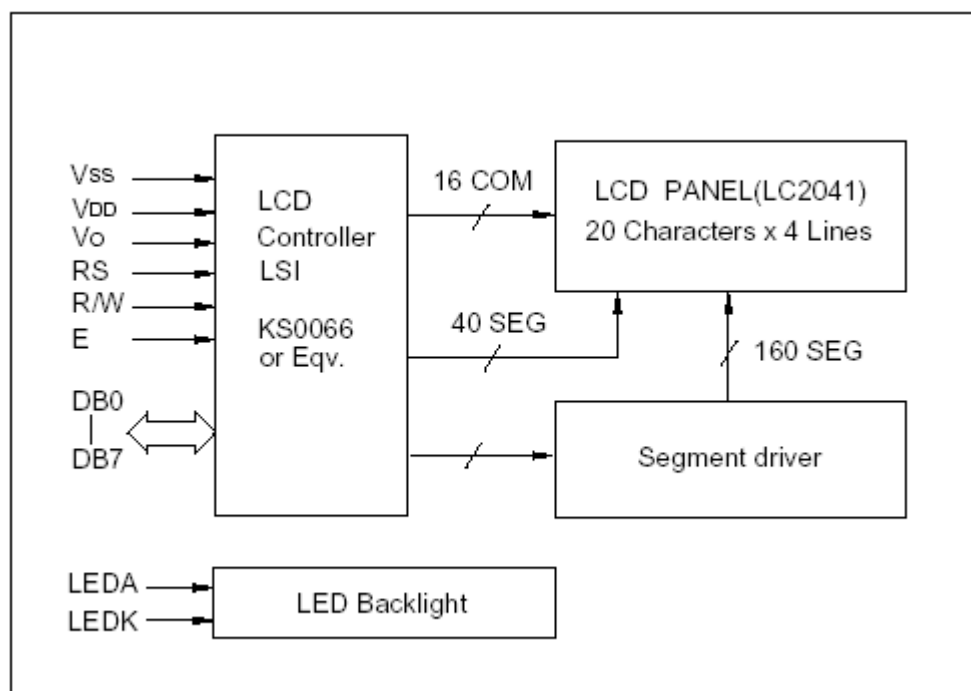 Vss
VDD
Vo
RS
R/W
E
DB0
DB7
LCD
Controller
LSI
KS0066
or Eqv.
16 COM
40 SEG
LCD PANEL(LC2041)
20 Characters x 4 Lines
160 SEG
Segment driver
LEDA
LEDK
LED Backlight